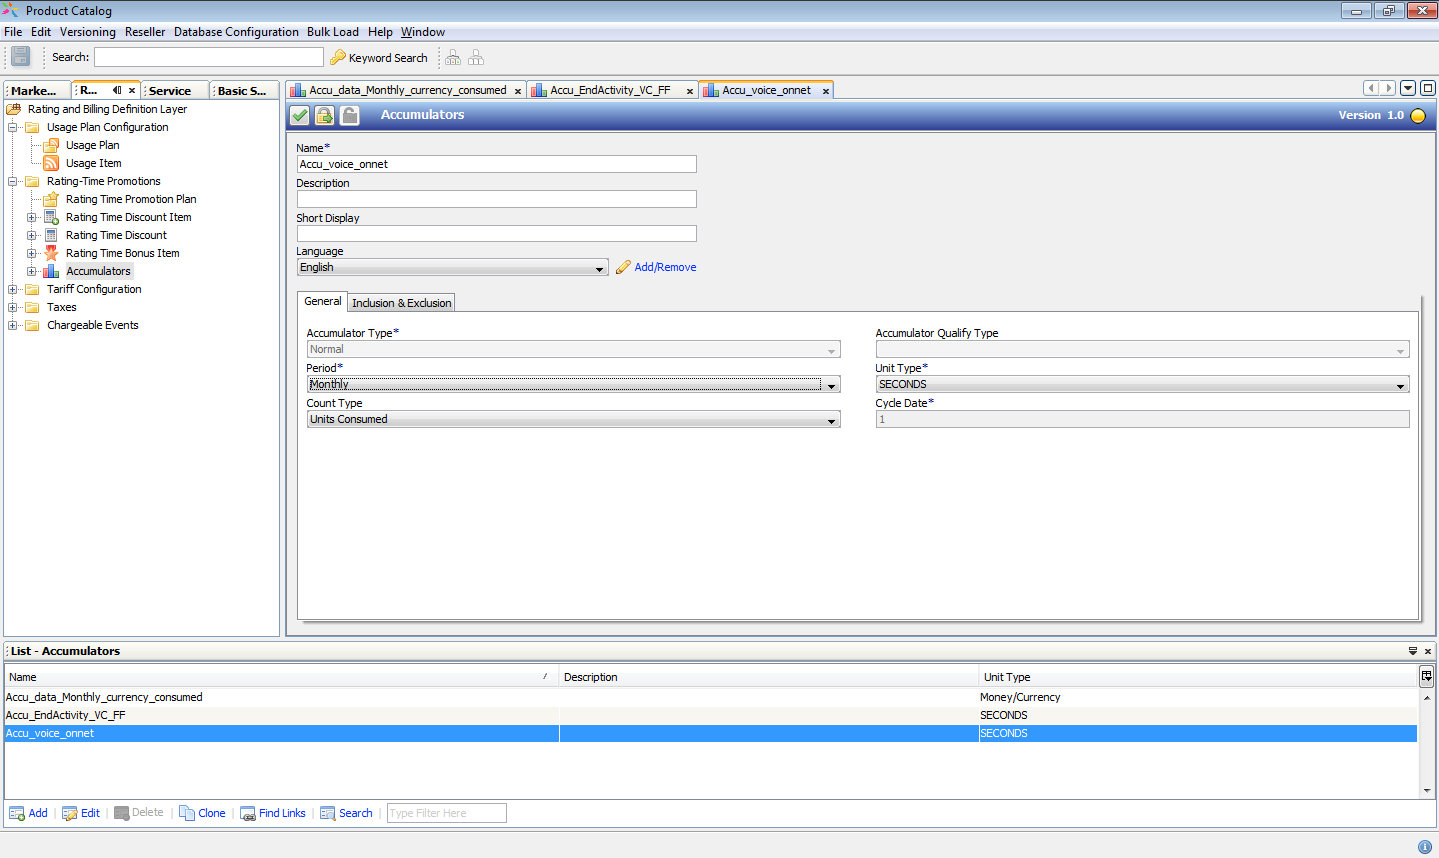 Product Catalog
File Edit Versioning Reseller Database Configuration Bulk Load Help Window
Search: Keyword Search
Marke... R... Service Basic S...
Rating and Billing Definition Layer
Usage Plan Configuration
Usage Plan
Usage Item
Rating-Time Promotions
Rating Time Promotion Plan
Rating Time Discount Item
Rating Time Discount
Rating Time Bonus Item
Accumulators
Tariff Configuration
Taxes
Chargeable Events
Accu_data_Monthly_currency_consumed Accu_EndActivity_VC_FF Accu_voice_onnet
Accumulators Version 1.0
Name*
Accu_voice_onnet
Description
Short Display
Language
English Add/Remove
General Inclusion & Exclusion
Accumulator Type* Accumulator Qualify Type
Normal
Period* Unit Type*
Monthly SECONDS
Count Type Cycle Date*
Units Consumed 1
List - Accumulators
Name Description Unit Type
Accu_data_Monthly_currency_consumed Money/Currency
Accu_EndActivity_VC_FF SECONDS
Accu_voice_onnet SECONDS
Add Edit Delete Clone Find Links Search Type Filter Here